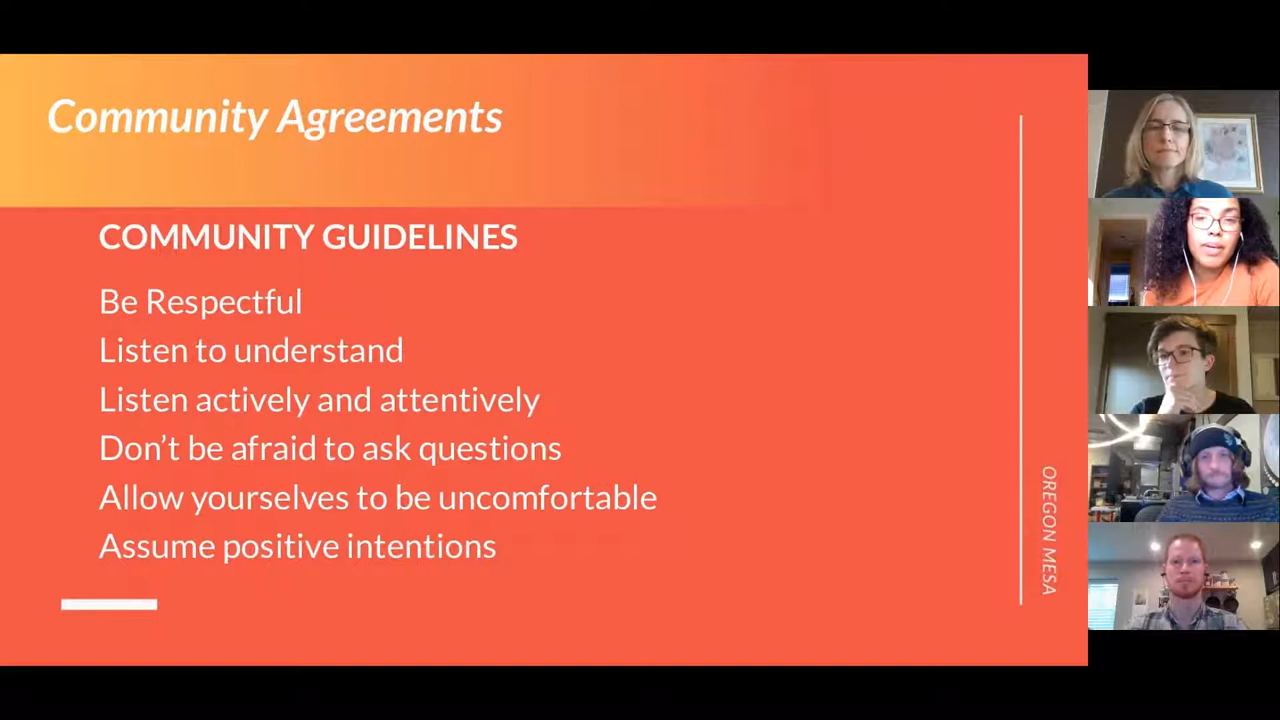 Community Agreements
COMMUNITY GUIDELINES
Be Respectful
Listen to understand
Listen actively and attentively
Don’t be afraid to ask questions
Allow yourselves to be uncomfortable
Assume positive intentions
OREGON MESA